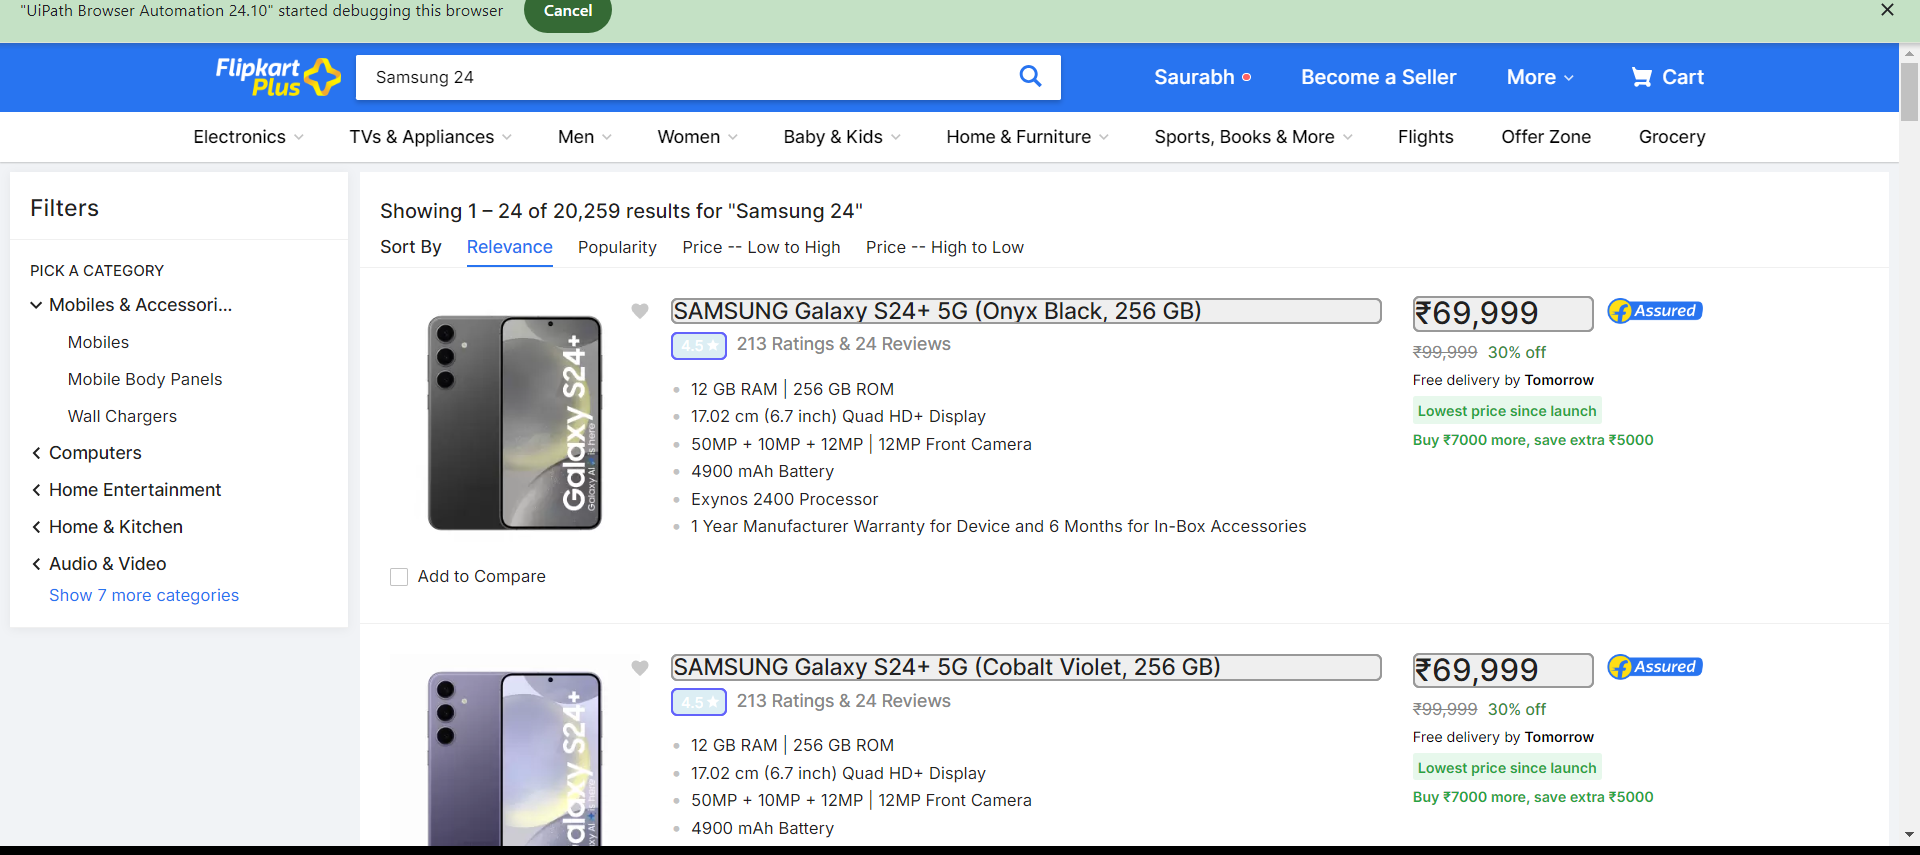 "UiPath Browser Automation 24.10" started debugging this browser
Cancel
Flipkart
Plus
Samsung 24
Saurabh
Become a Seller
More
Cart
Electronics
TVs & Appliances
Men
Women
Baby & Kids
Home & Furniture
Sports, Books & More
Flights
Offer Zone
Grocery
Filters
PICK A CATEGORY
Mobiles & Accessori...
Mobiles
Mobile Body Panels
Wall Chargers
Computers
Home Entertainment
Home & Kitchen
Audio & Video
Show 7 more categories
Showing 1 – 24 of 20,259 results for "Samsung 24"
Sort By
Relevance
Popularity
Price -- Low to High
Price -- High to Low
Galaxy S24+
Galaxy AI is here
Add to Compare
SAMSUNG Galaxy S24+ 5G (Onyx Black, 256 GB)
4.5★
213 Ratings & 24 Reviews
12 GB RAM | 256 GB ROM
17.02 cm (6.7 inch) Quad HD+ Display
50MP + 10MP + 12MP | 12MP Front Camera
4900 mAh Battery
Exynos 2400 Processor
1 Year Manufacturer Warranty for Device and 6 Months for In-Box Accessories
₹69,999
Assured
₹99,999 30% off
Free delivery by Tomorrow
Lowest price since launch
Buy ₹7000 more, save extra ₹5000
alaxy S24+
axy AI is here
SAMSUNG Galaxy S24+ 5G (Cobalt Violet, 256 GB)
4.5★
213 Ratings & 24 Reviews
12 GB RAM | 256 GB ROM
17.02 cm (6.7 inch) Quad HD+ Display
50MP + 10MP + 12MP | 12MP Front Camera
4900 mAh Battery
₹69,999
Assured
₹99,999 30% off
Free delivery by Tomorrow
Lowest price since launch
Buy ₹7000 more, save extra ₹5000